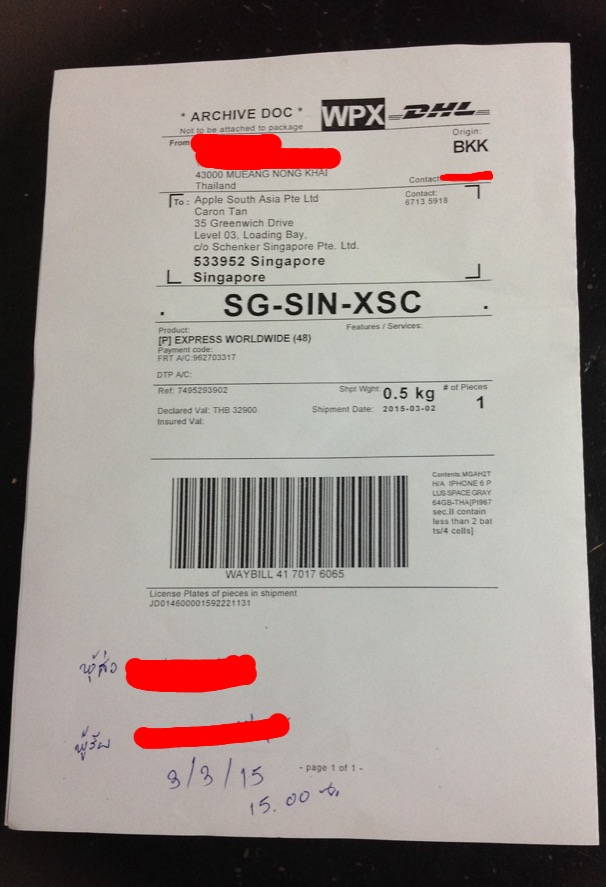 * ARCHIVE DOC *
Not to be attached to package
WPX DHL
Origin:
BKK
From
43000 MUEANG NONG KHAI
Thailand
Contact:
To : Apple South Asia Pte Ltd
Caron Tan
35 Greenwich Drive
Level 03, Loading Bay,
c/o Schenker Singapore Pte. Ltd.
533952 Singapore
Singapore
Contact:
6713 5918
SG-SIN-XSC
Product:
[P] EXPRESS WORLDWIDE (48)
Features / Services:
Payment code:
FRT A/C:962703317
DTP A/C:
Ref: 7495293902
Shpt Wght: 0.5 kg
# of Pieces
1
Declared Val: THB 32900
Shipment Date: 2015-03-02
Insured Val:
Contents:MGAH2T
H/A IPHONE 6 P
LUS SPACE GRAY
64GB-THA[PI967
sec.II contain
less than 2 bat
ts/4 cells]
WAYBILL 41 7017 6065
License Plates of pieces in shipment
JD014600001592221131
ผู้ส่ง
ผู้รับ
3/3/15
- page 1 of 1 -
15.00 น.